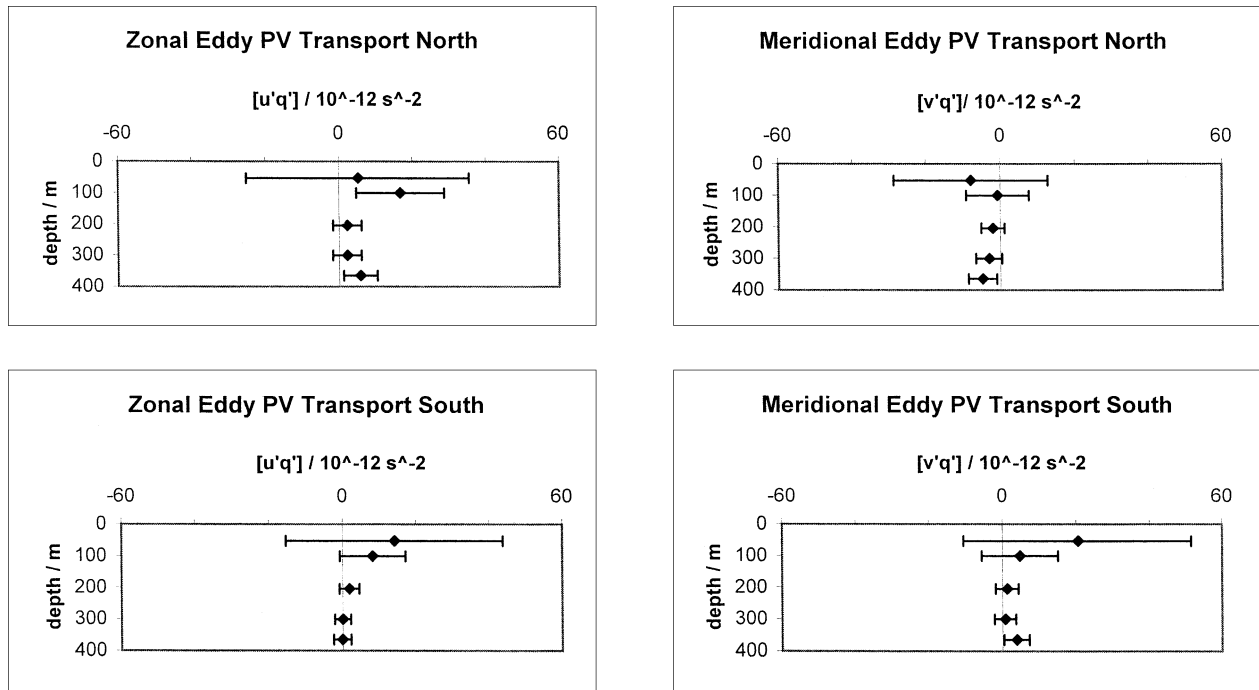 Zonal Eddy PV Transport North
[u'q'] / 10^-12 s^-2
-60 0 60
0
100
200
300
400
depth / m
Meridional Eddy PV Transport North
[v'q']/ 10^-12 s^-2
-60 0 60
0
100
200
300
400
depth / m
Zonal Eddy PV Transport South
[u'q'] / 10^-12 s^-2
-60 0 60
0
100
200
300
400
depth / m
Meridional Eddy PV Transport South
[v'q'] / 10^-12 s^-2
-60 0 60
0
100
200
300
400
depth / m